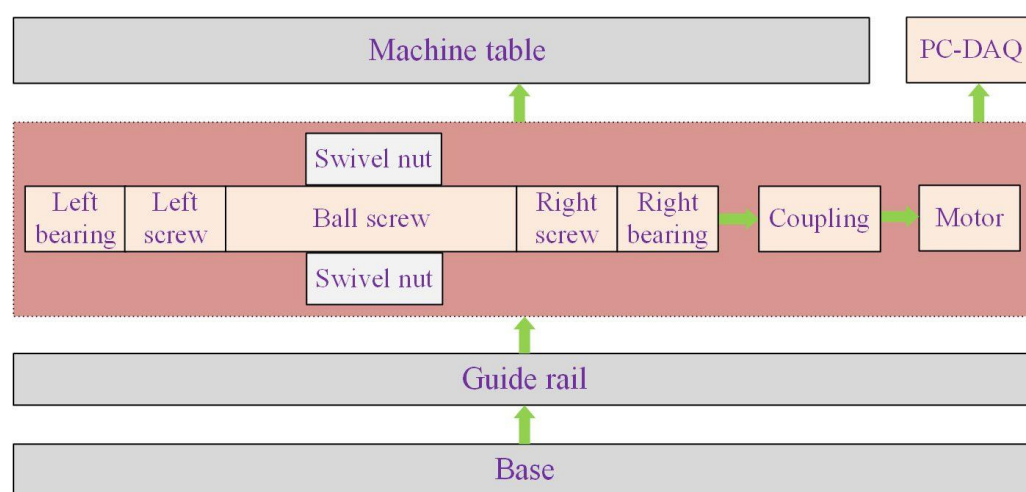 Machine table
PC-DAQ
Swivel nut
Left
bearing
Left
screw
Ball screw
Right
screw
Right
bearing
Coupling
Motor
Swivel nut
Guide rail
Base